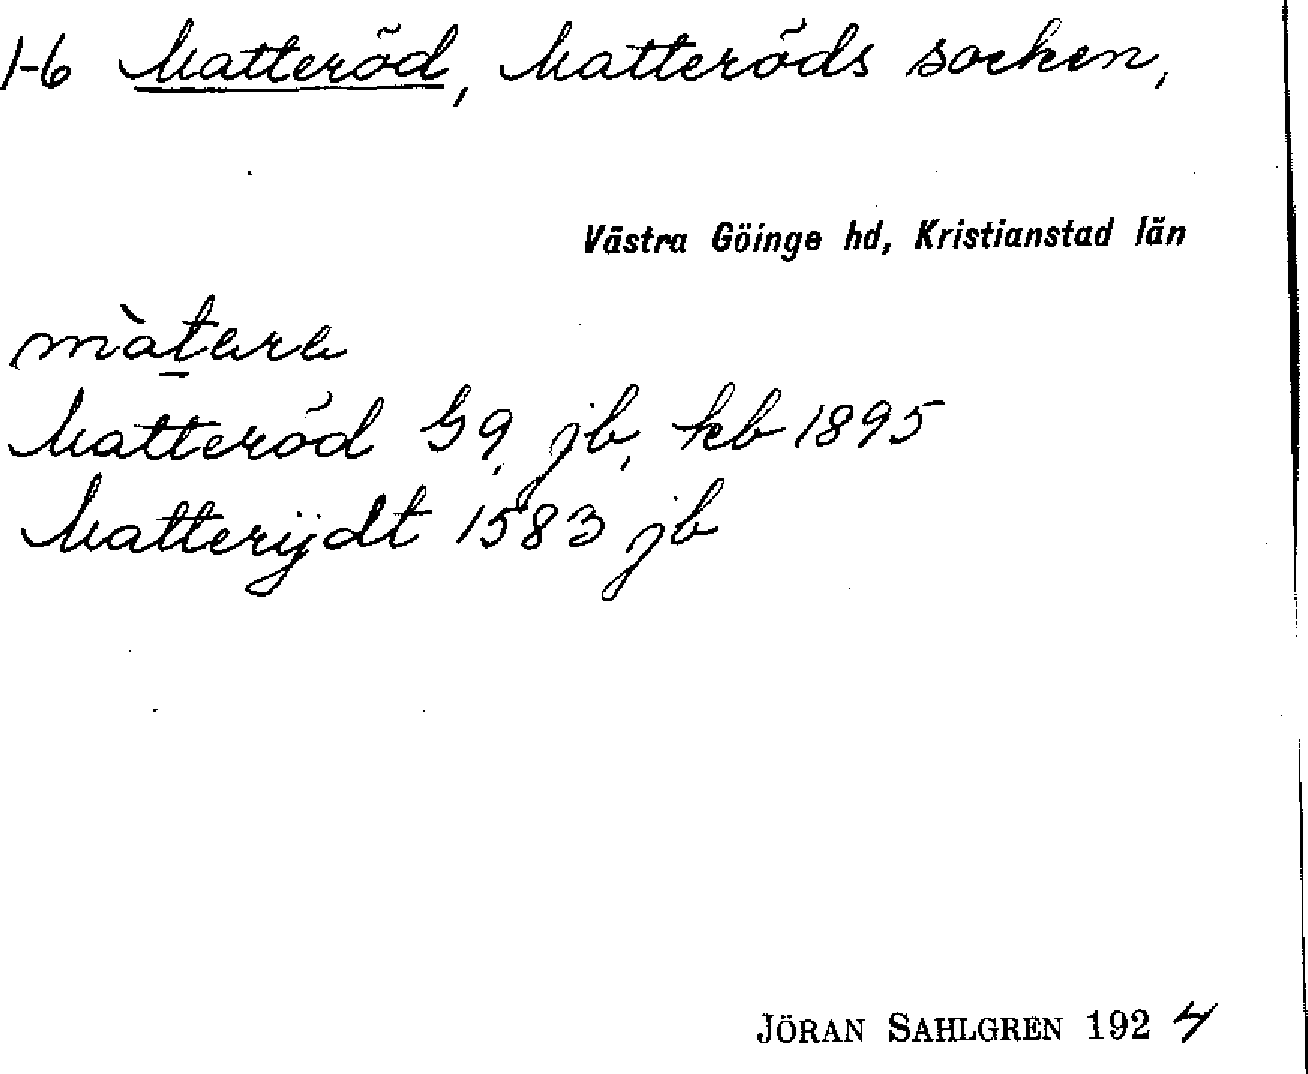 1-6 Matteröd, Matteröds socken,
Västra Göinge hd, Kristianstad län
màtərə
Matteröd G9, jb, kb 1895
Matterijdt 1583 jb
JÖRAN SAHLGREN 1924